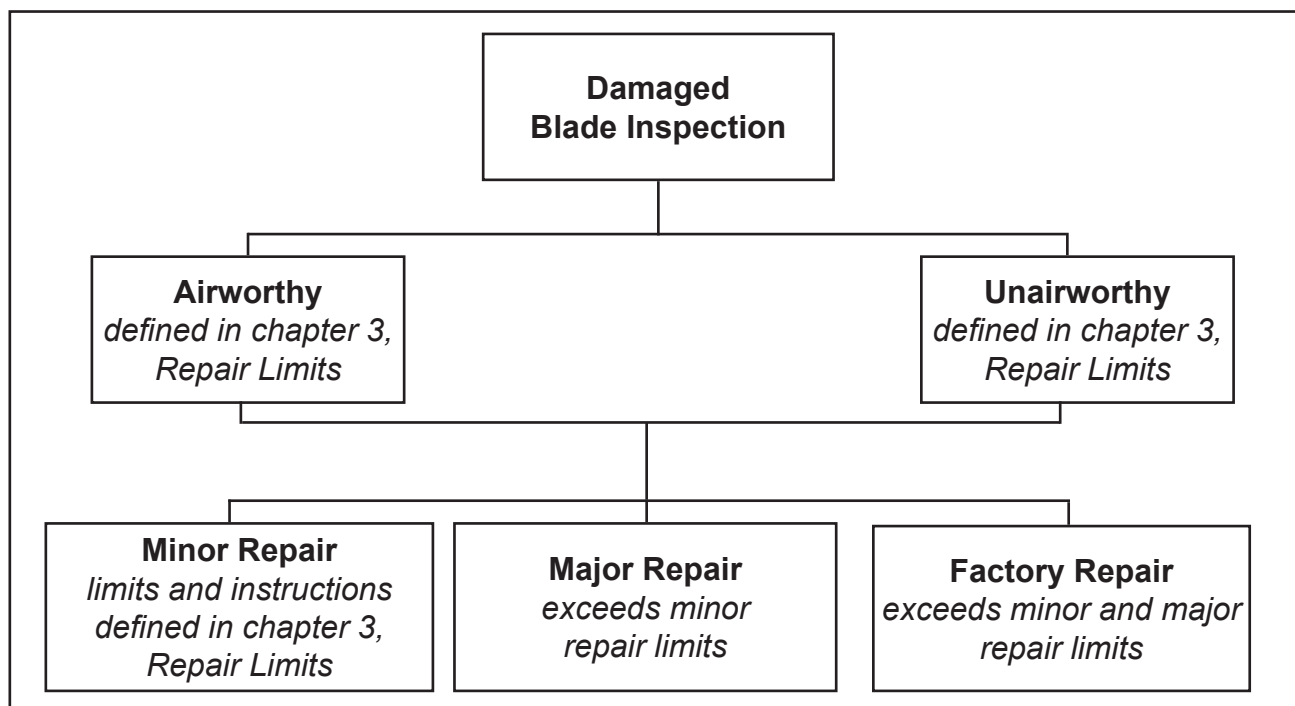 Damaged
Blade Inspection
Airworthy
defined in chapter 3,
Repair Limits
Unairworthy
defined in chapter 3,
Repair Limits
Minor Repair
limits and instructions
defined in chapter 3,
Repair Limits
Major Repair
exceeds minor
repair limits
Factory Repair
exceeds minor and major
repair limits